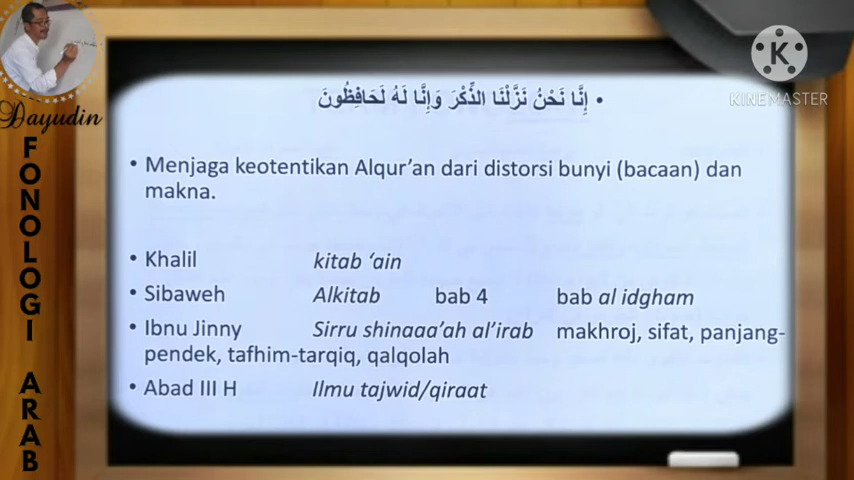 Dayudin
FONOLOGI ARAB
KINEMASTER
• إِنَّا نَحْنُ نَزَّلْنَا الذِّكْرَ وَإِنَّا لَهُ لَحَافِظُونَ
• Menjaga keotentikan Alqur'an dari distorsi bunyi (bacaan) dan
makna.
• Khalil kitab 'ain
• Sibaweh Alkitab bab 4 bab al idgham
• Ibnu Jinny Sirru shinaaa'ah al'irab makhroj, sifat, panjang-
pendek, tafhim-tarqiq, qalqolah
• Abad III H Ilmu tajwid/qiraat